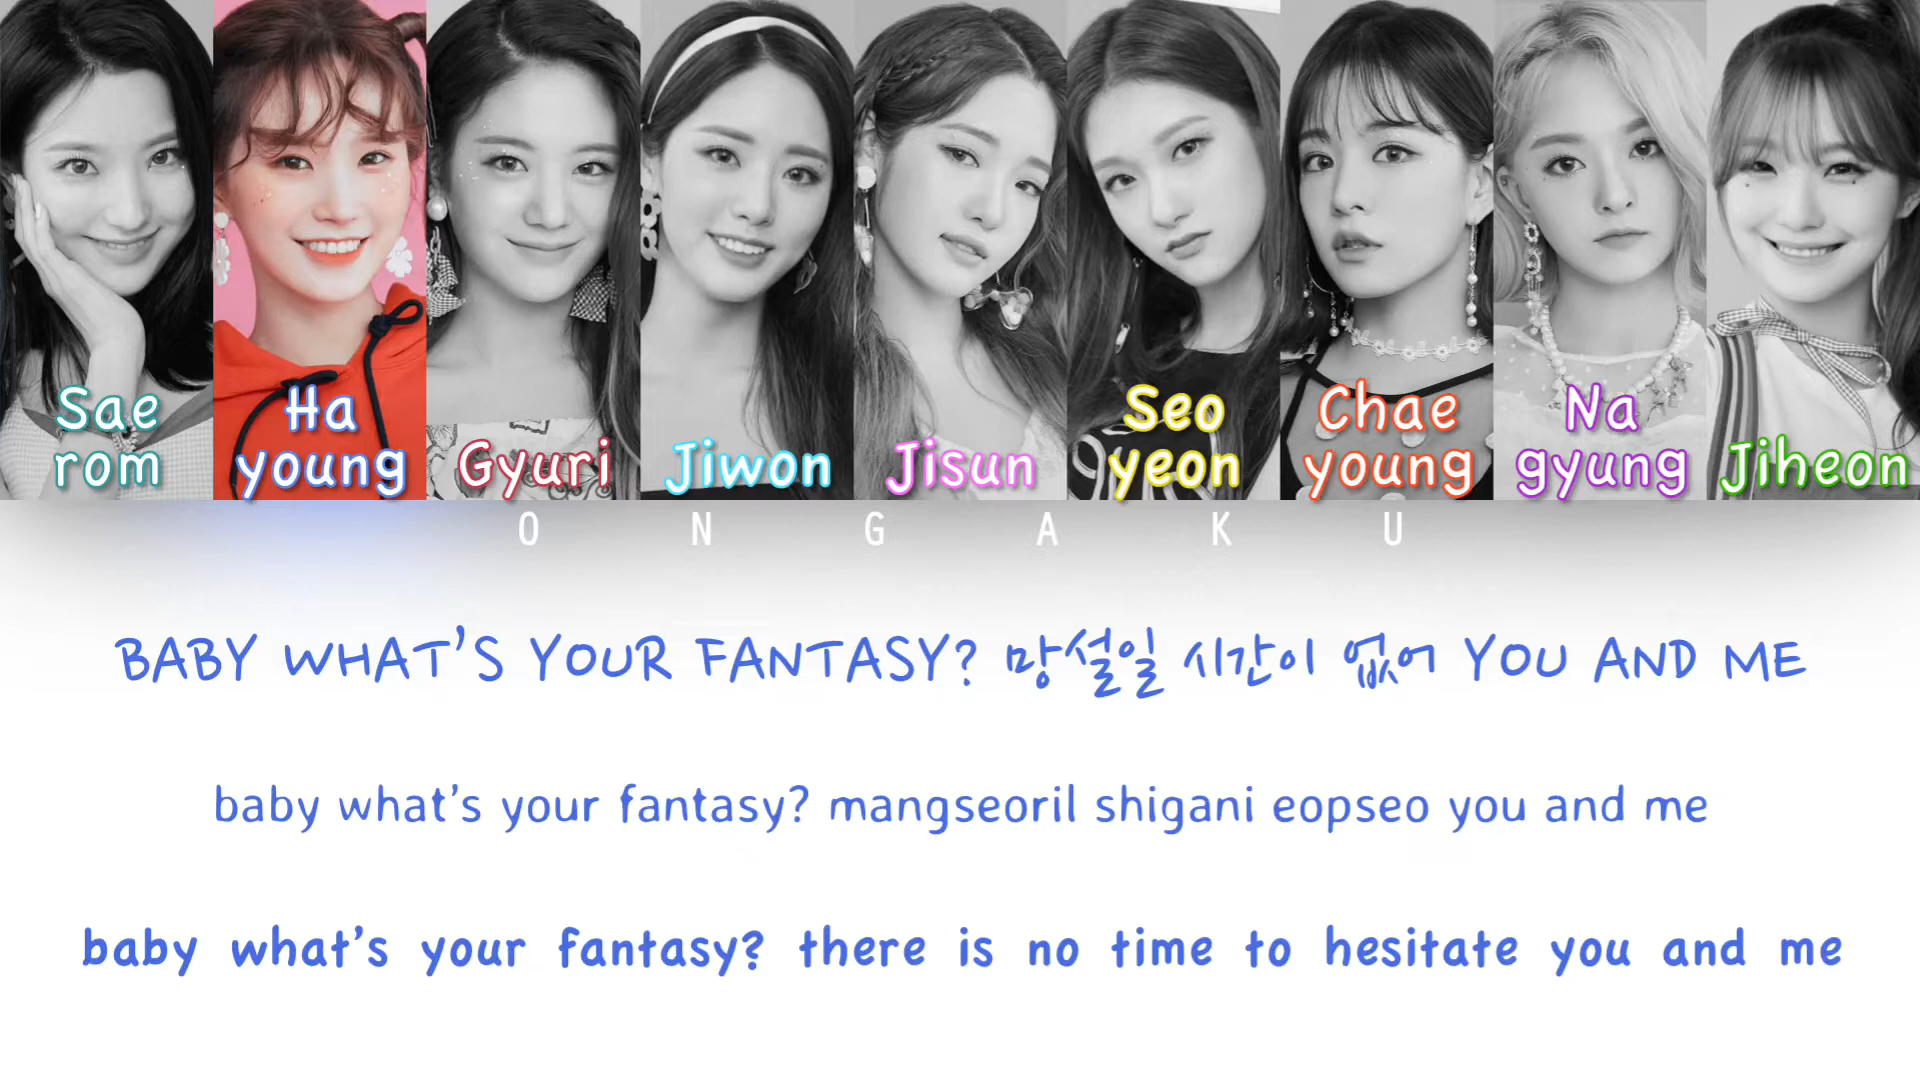 Sae
rom
Ha
young
Gyuri
Jiwon
Jisun
Seo
yeon
Chae
young
Na
gyung
Jiheon
O N G A K U
BABY WHAT'S YOUR FANTASY? 망설일 시간이 없어 YOU AND ME
baby what's your fantasy? mangseoril shigani eopseo you and me
baby what's your fantasy? there is no time to hesitate you and me